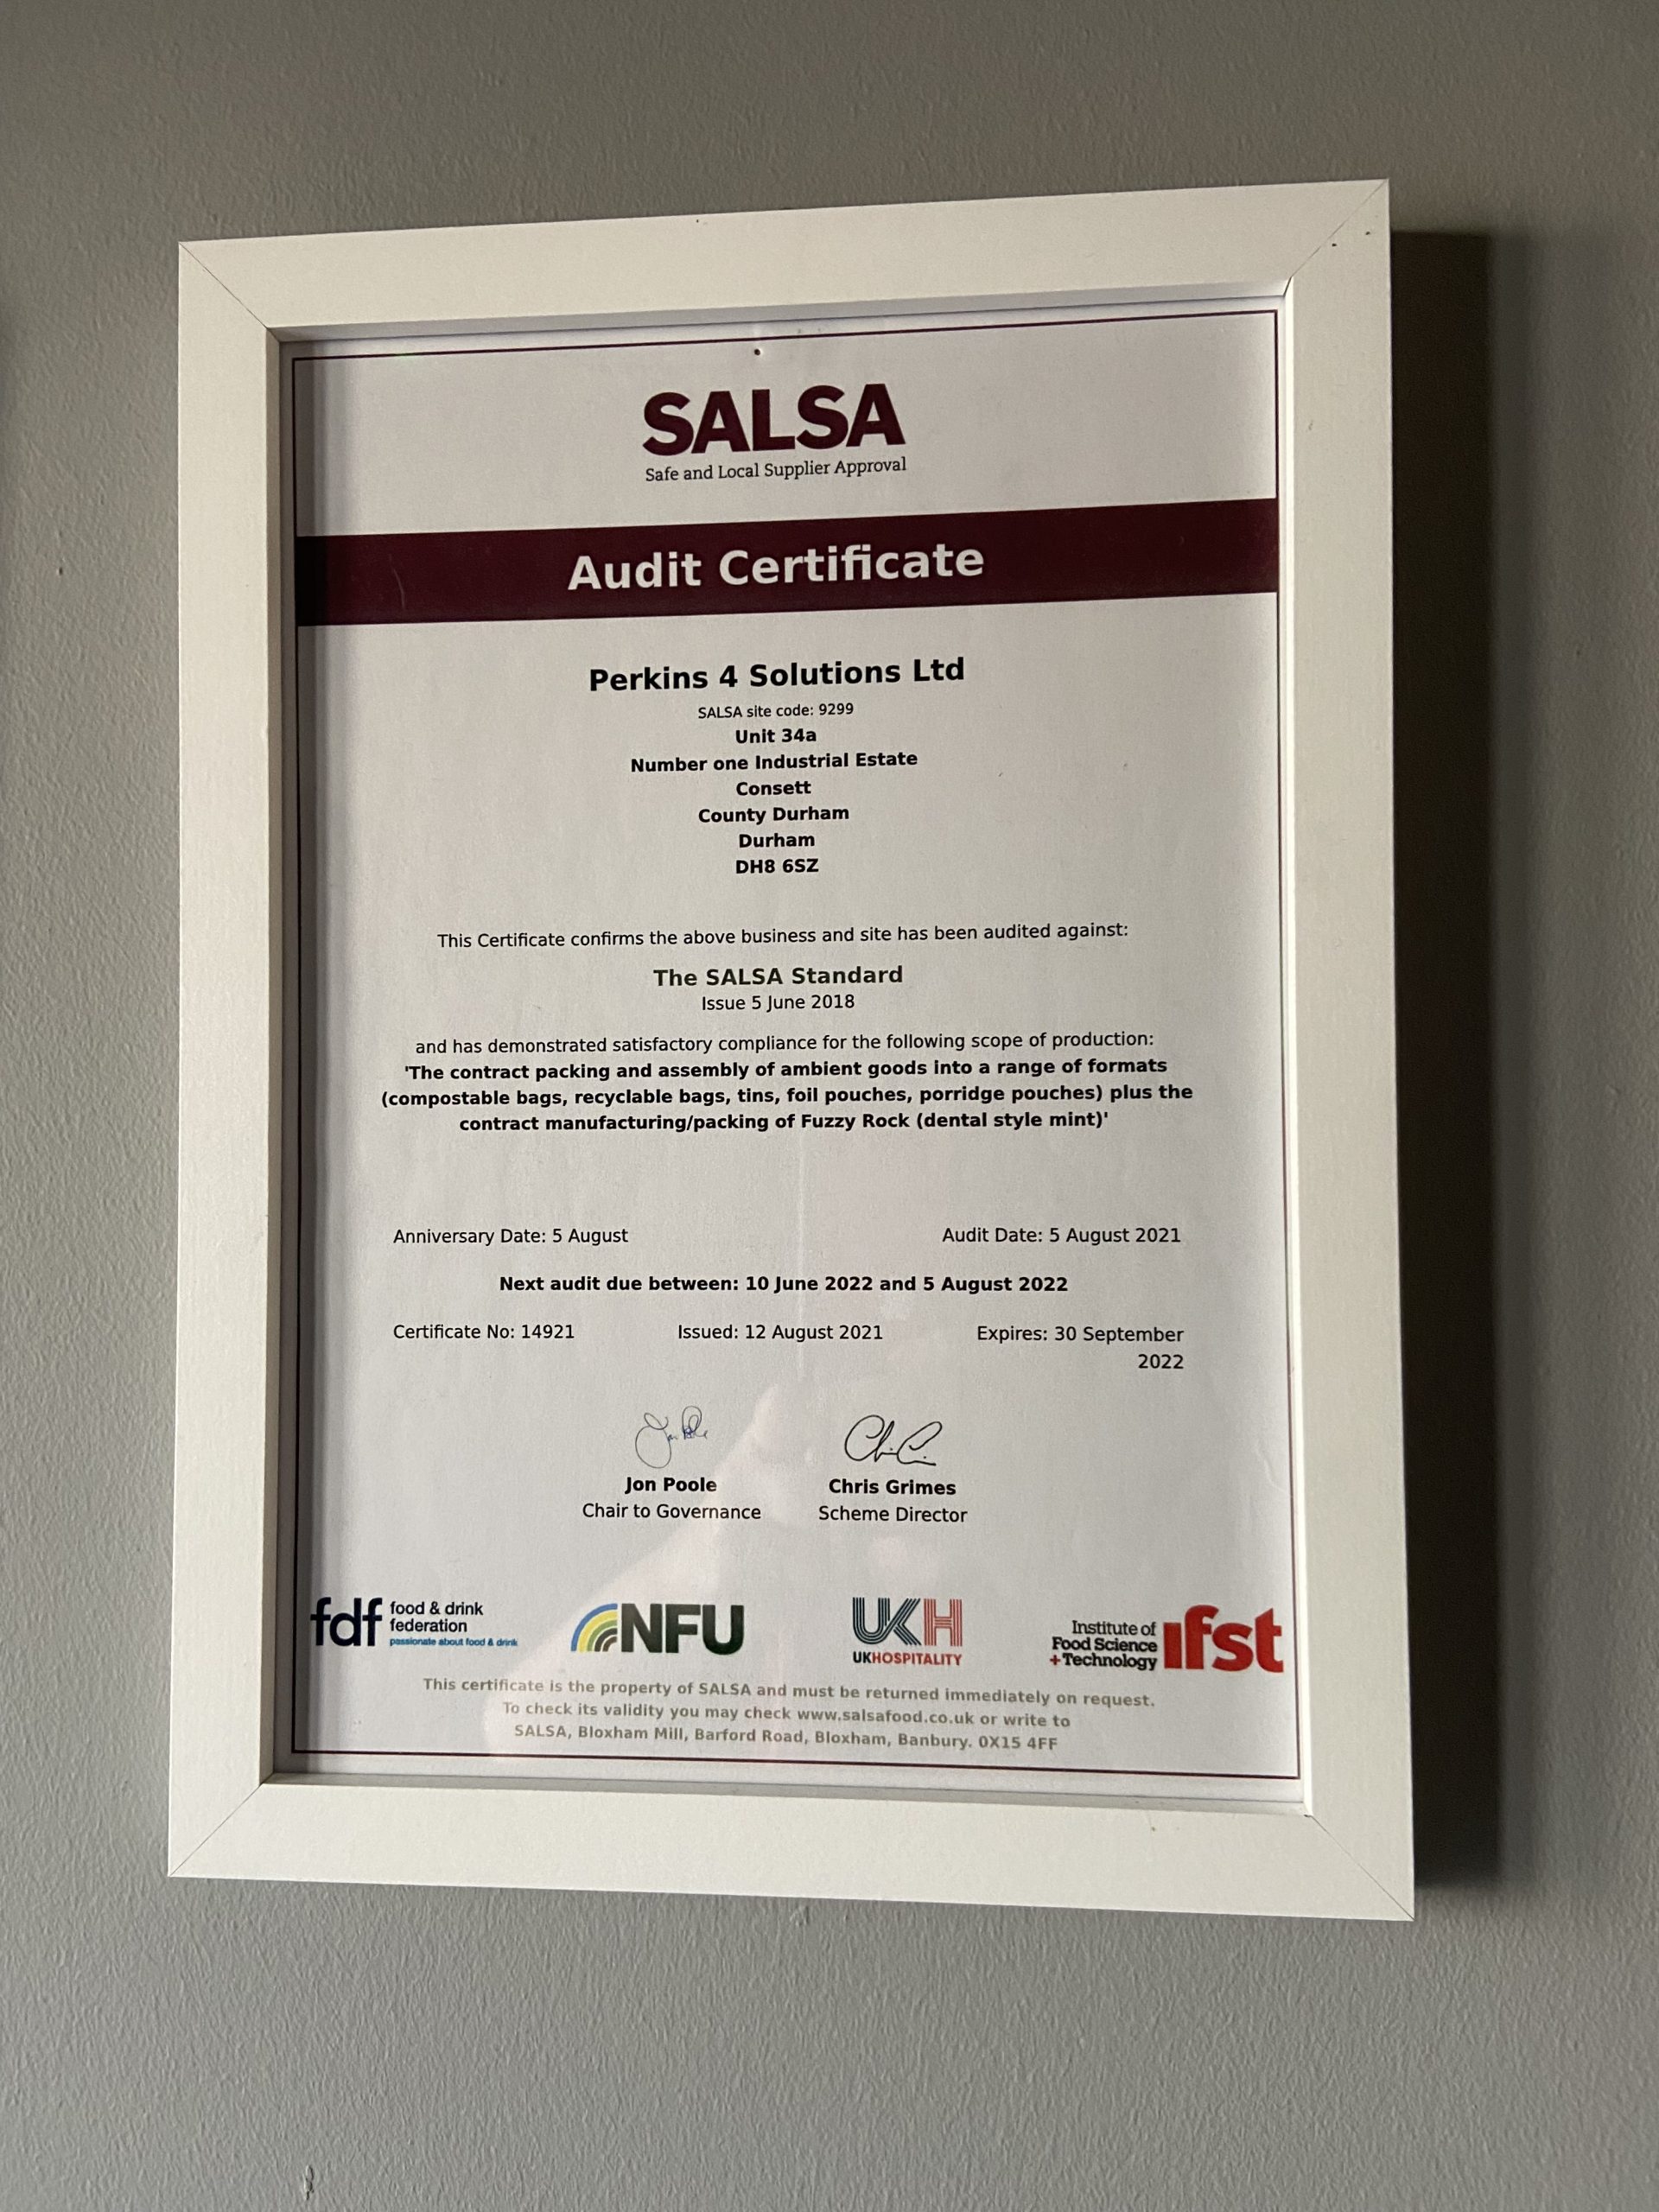 SALSA
Safe and Local Supplier Approval
Audit Certificate
Perkins 4 Solutions Ltd
SALSA site code: 9299
Unit 34a
Number one Industrial Estate
Consett
County Durham
Durham
DH8 6SZ
This Certificate confirms the above business and site has been audited against:
The SALSA Standard
Issue 5 June 2018
and has demonstrated satisfactory compliance for the following scope of production:
'The contract packing and assembly of ambient goods into a range of formats
(compostable bags, recyclable bags, tins, foil pouches, porridge pouches) plus the
contract manufacturing/packing of Fuzzy Rock (dental style mint)'
Anniversary Date: 5 August Audit Date: 5 August 2021
Next audit due between: 10 June 2022 and 5 August 2022
Certificate No: 14921 Issued: 12 August 2021 Expires: 30 September
2022
Jon Poole Chris Grimes
Chair to Governance Scheme Director
fdf food & drink
federation
passionate about food & drink
NFU
UKH
UKHOSPITALITY
Institute of
Food Science
+Technology
ifst
This certificate is the property of SALSA and must be returned immediately on request.
To check its validity you may check www.salsafood.co.uk or write to
SALSA, Bloxham Mill, Barford Road, Bloxham, Banbury. 0X15 4FF